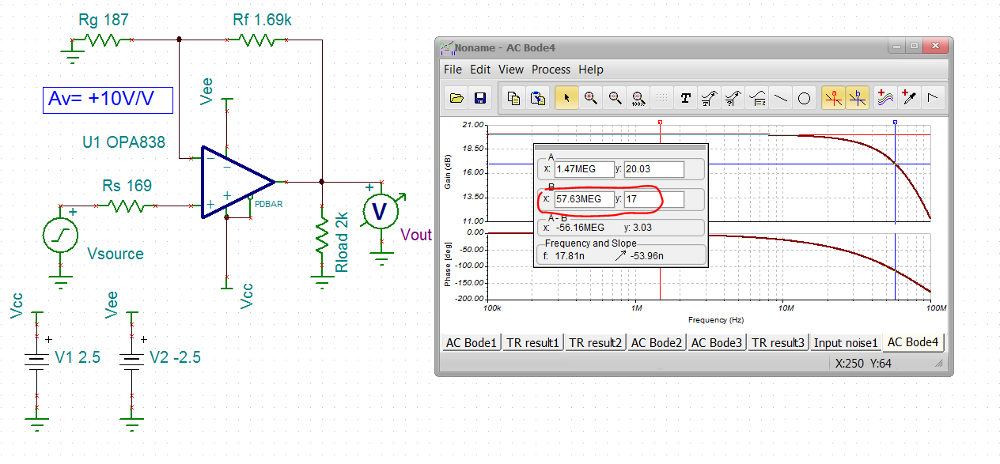 Rg 187
Rf 1.69k
Av= +10V/V
Vee
U1 OPA838
Rs 169
PDBAR
Vsource
Vout
Rload 2k
Vcc
Vcc
Vee
V1 2.5
V2 -2.5
Noname - AC Bode4
File Edit View Process Help
21.00
18.50
16.00
13.50
11.00
Gain (dB)
A
x: 1.47MEG y: 20.03
B
x: 57.63MEG y: 17
A - B
x: -56.16MEG y: 3.03
Frequency and Slope
f: 17.81n -53.96n
0.00
-50.00
-100.00
-150.00
-200.00
Phase [deg]
100k 1M 10M 100M
Frequency (Hz)
AC Bode1 TR result1 TR result2 AC Bode2 AC Bode3 TR result3 Input noise1 AC Bode4
X:250 Y:64